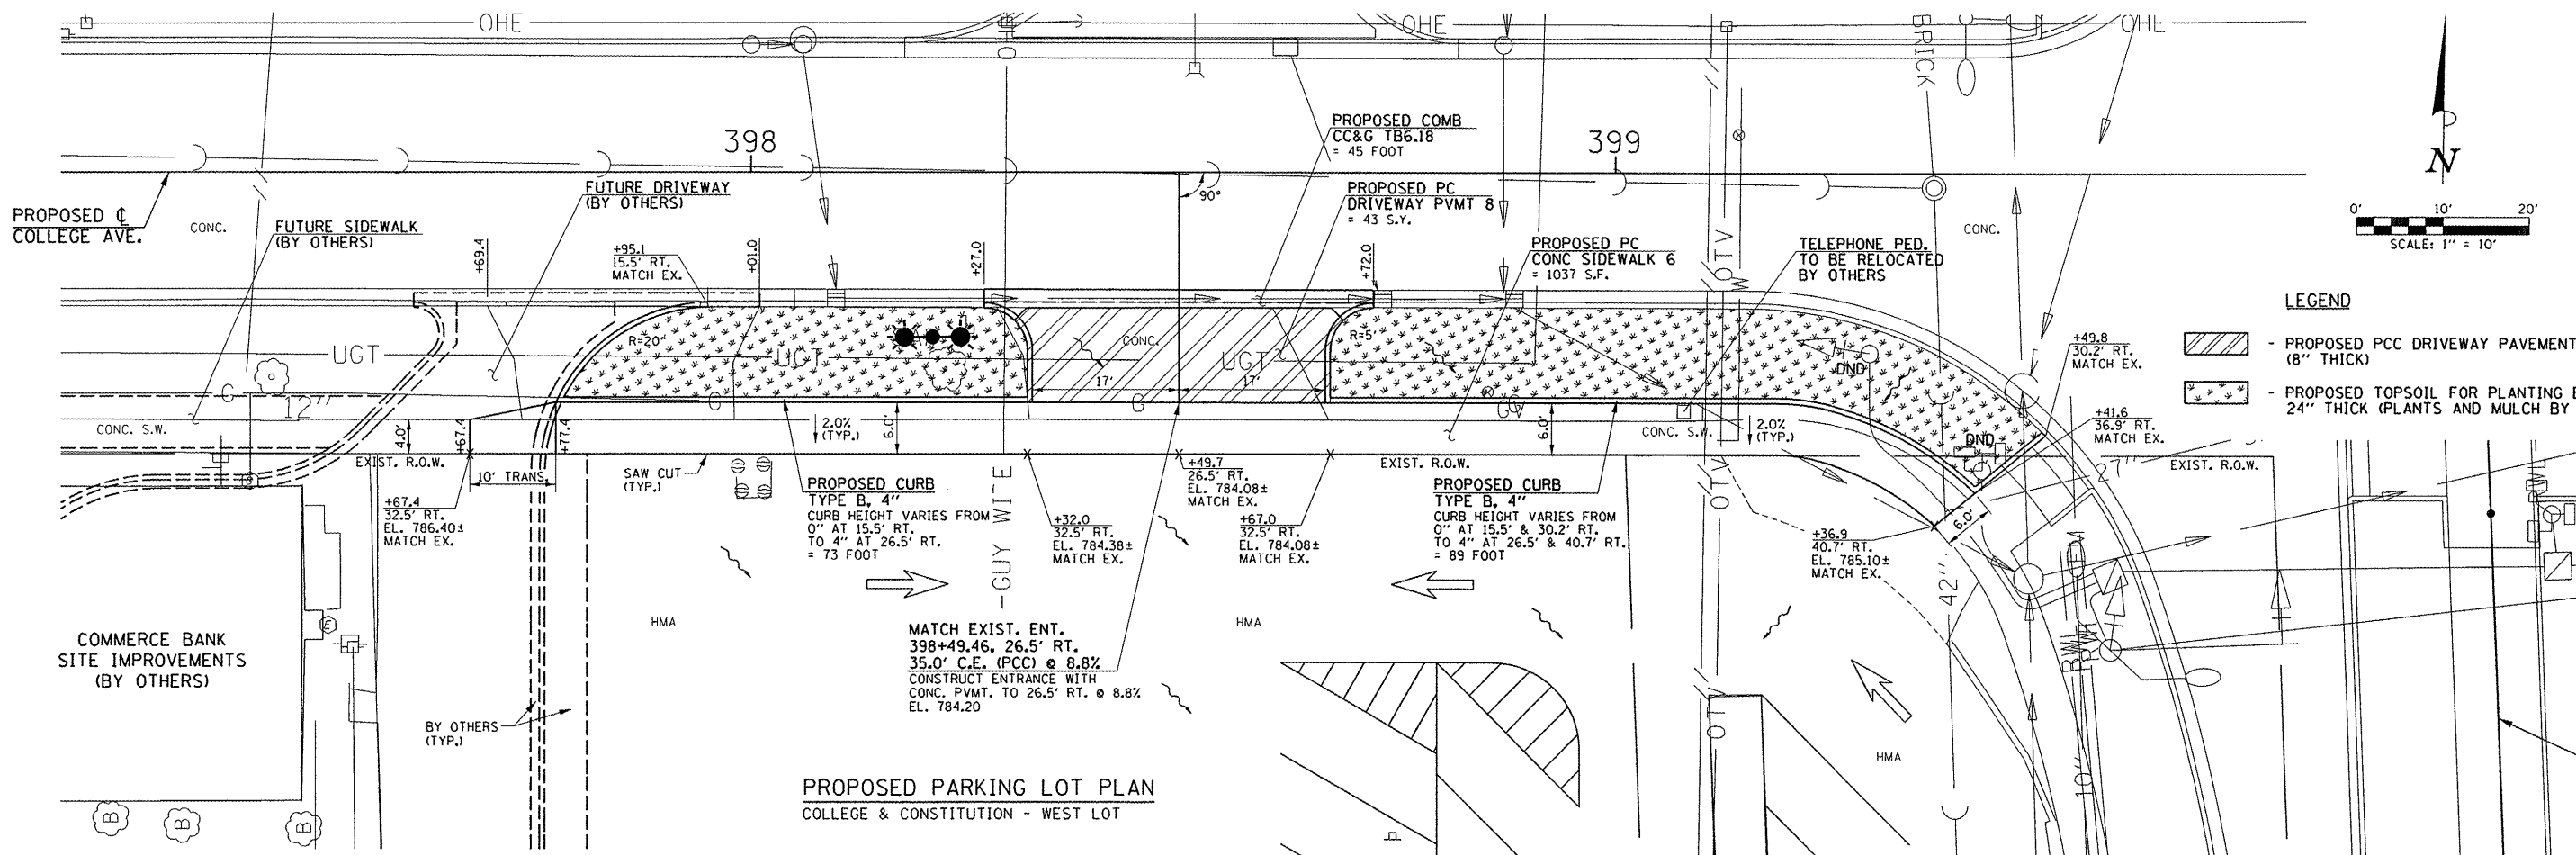 OHE
OHE
OHE
OHE
BRICK
398
399
PROPOSED COMB
CC&G TB6.18
= 45 FOOT
N
90°
FUTURE DRIVEWAY
(BY OTHERS)
PROPOSED PC
DRIVEWAY PVMT 8
= 43 S.Y.
PROPOSED ℄
COLLEGE AVE.
CONC.
FUTURE SIDEWALK
(BY OTHERS)
0' 10' 20'
SCALE: 1'' = 10'
+69.4
+95.1
15.5' RT.
MATCH EX.
+01.0
+27.0
+72.0
PROPOSED PC
CONC SIDEWALK 6
= 1037 S.F.
OTV
W
TELEPHONE PED.
TO BE RELOCATED
BY OTHERS
CONC.
LEGEND
- PROPOSED PCC DRIVEWAY PAVEMENT
(8'' THICK)
- PROPOSED TOPSOIL FOR PLANTING B
24'' THICK (PLANTS AND MULCH BY
UGT
R=20'
UGT
CONC.
UGT
R=5'
DND
+49.8
30.2' RT.
MATCH EX.
17'
17'
G
12''
G
G
G
CONC. S.W.
4.0'
+67.4
+77.4
2.0%
(TYP.)
6.0'
6.0'
CONC. S.W.
2.0%
(TYP.)
DND
+41.6
36.9' RT.
MATCH EX.
27''
EXIST. R.O.W.
EXIST. R.O.W.
EXIST. R.O.W.
10' TRANS.
SAW CUT
(TYP.)
+67.4
32.5' RT.
EL. 786.40±
MATCH EX.
PROPOSED CURB
TYPE B, 4''
CURB HEIGHT VARIES FROM
0'' AT 15.5' RT.
TO 4'' AT 26.5' RT.
= 73 FOOT
GUY WIRE
+32.0
32.5' RT.
EL. 784.38±
MATCH EX.
+49.7
26.5' RT.
EL. 784.08±
MATCH EX.
+67.0
32.5' RT.
EL. 784.08±
MATCH EX.
PROPOSED CURB
TYPE B, 4''
CURB HEIGHT VARIES FROM
0'' AT 15.5' & 30.2' RT.
TO 4'' AT 26.5' & 40.7' RT.
= 89 FOOT
OTV
+36.9
40.7' RT.
EL. 785.10±
MATCH EX.
6.0'
42''
E
HMA
HMA
HMA
COMMERCE BANK
SITE IMPROVEMENTS
(BY OTHERS)
MATCH EXIST. ENT.
398+49.46, 26.5' RT.
35.0' C.E. (PCC) @ 8.8%
CONSTRUCT ENTRANCE WITH
CONC. PVMT. TO 26.5' RT. @ 8.8%
EL. 784.20
BY OTHERS
(TYP.)
OTV
10''
B
B
B
PROPOSED PARKING LOT PLAN
COLLEGE & CONSTITUTION - WEST LOT